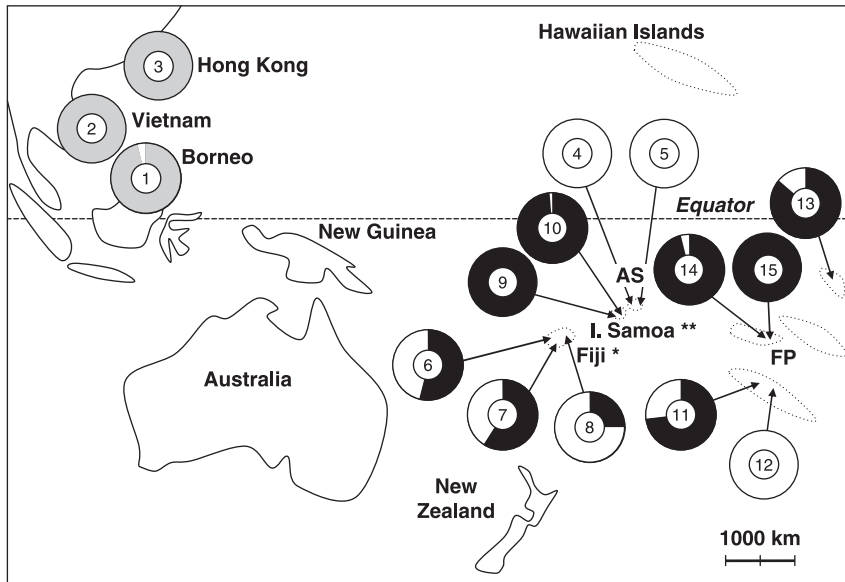 Hawaiian Islands
3
Hong Kong
2
Vietnam
1
Borneo
4
5
Equator
13
New Guinea
10
9
AS
14
15
I. Samoa **
Fiji *
FP
6
Australia
7
8
11
12
New
Zealand
1000 km